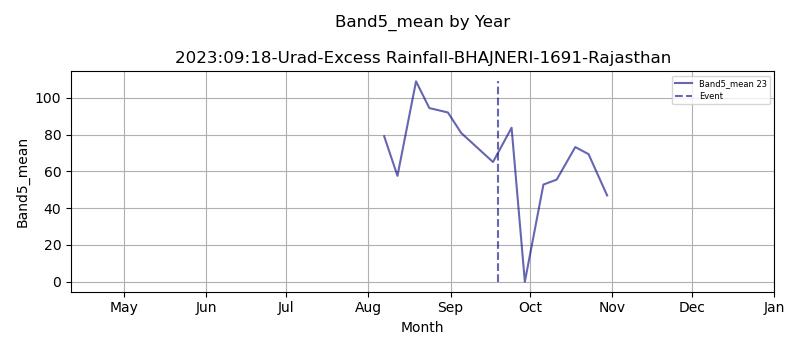 Band5_mean by Year
2023:09:18-Urad-Excess Rainfall-BHAJNERI-1691-Rajasthan
Band5_mean 23
Event
100
80
60
40
20
0
Band5_mean
May Jun Jul Aug Sep Oct Nov Dec Jan
Month